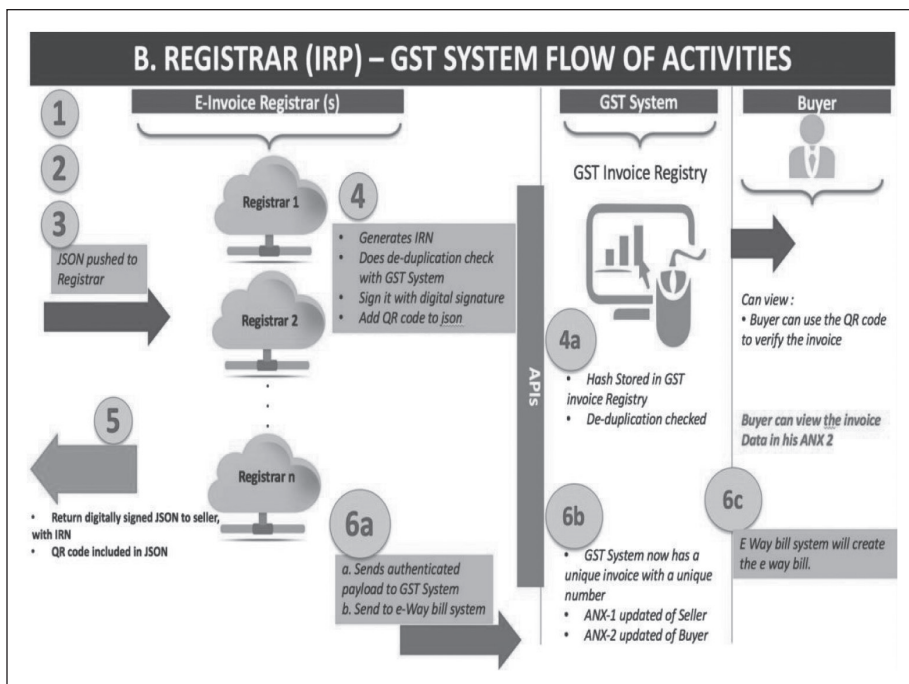 B. REGISTRAR (IRP) – GST SYSTEM FLOW OF ACTIVITIES
E-Invoice Registrar (s)
GST System
Buyer
1
2
3
JSON pushed to
Registrar
Registrar 1
Registrar 2
.
.
.
Registrar n
4
• Generates IRN
• Does de-duplication check
with GST System
• Sign it with digital signature
• Add QR code to json
5
• Return digitally signed JSON to seller,
with IRN
• QR code included in JSON
6a
a. Sends authenticated
payload to GST System
b. Send to e-Way bill system
APIs
GST Invoice Registry
4a
• Hash Stored in GST
invoice Registry
• De-duplication checked
6b
• GST System now has a
unique invoice with a unique
number
• ANX-1 updated of Seller
• ANX-2 updated of Buyer
Can view :
• Buyer can use the QR code
to verify the invoice
Buyer can view the invoice
Data in his ANX 2
6c
E Way bill system will create
the e way bill.